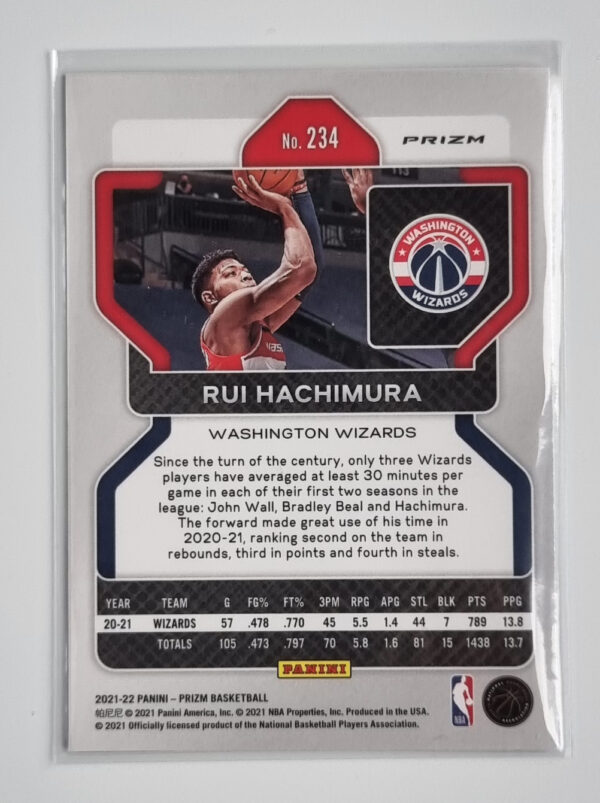 No. 234
PRIZM
WASHINGTON
WIZARDS
RUI HACHIMURA
WASHINGTON WIZARDS
Since the turn of the century, only three Wizards
players have averaged at least 30 minutes per
game in each of their first two seasons in the
league: John Wall, Bradley Beal and Hachimura.
The forward made great use of his time in
2020-21, ranking second on the team in
rebounds, third in points and fourth in steals.
YEAR TEAM G FG% FT% 3PM RPG APG STL BLK PTS PPG
20-21 WIZARDS 57 .478 .770 45 5.5 1.4 44 7 789 13.8
TOTALS 105 .473 .797 70 5.8 1.6 81 15 1438 13.7
PANINI
2021-22 PANINI – PRIZM BASKETBALL
帕尼尼 © 2021 Panini America, Inc. © 2021 NBA Properties, Inc. Produced in the USA.
© 2021 Officially licensed product of the National Basketball Players Association.
NBA